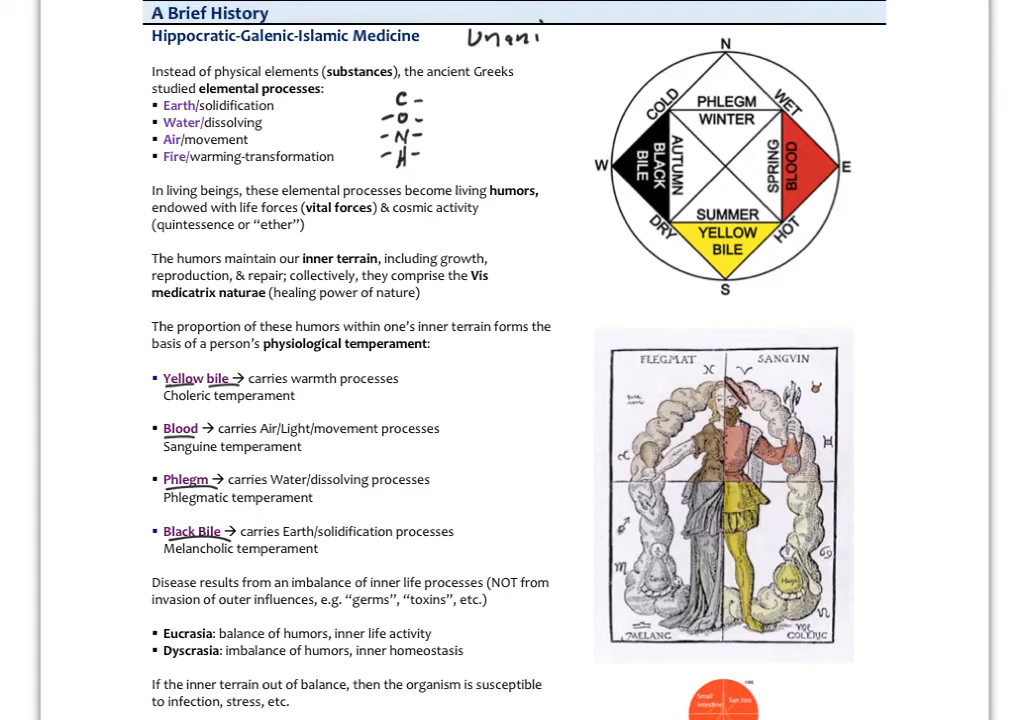 A Brief History
Hippocratic-Galenic-Islamic Medicine
Unani
Instead of physical elements (substances), the ancient Greeks
studied elemental processes:
▪ Earth/solidification
▪ Water/dissolving
▪ Air/movement
▪ Fire/warming-transformation
C -
- O -
- N -
- H -
In living beings, these elemental processes become living humors,
endowed with life forces (vital forces) & cosmic activity
(quintessence or “ether”)
The humors maintain our inner terrain, including growth,
reproduction, & repair; collectively, they comprise the Vis
medicatrix naturae (healing power of nature)
The proportion of these humors within one’s inner terrain forms the
basis of a person’s physiological temperament:
▪ Yellow bile → carries warmth processes
Choleric temperament
▪ Blood → carries Air/Light/movement processes
Sanguine temperament
▪ Phlegm → carries Water/dissolving processes
Phlegmatic temperament
▪ Black Bile → carries Earth/solidification processes
Melancholic temperament
Disease results from an imbalance of inner life processes (NOT from
invasion of outer influences, e.g. “germs”, “toxins”, etc.)
▪ Eucrasia: balance of humors, inner life activity
▪ Dyscrasia: imbalance of humors, inner homeostasis
If the inner terrain out of balance, then the organism is susceptible
to infection, stress, etc.
N
COLD
WET
PHLEGM
WINTER
W
BLACK
BILE
AUTUMN
SPRING
BLOOD
E
SUMMER
YELLOW
BILE
DRY
HOT
S
FLEGMAT
SANGVIN
MELANC
COLERIC
Small
Intestine
San Jiao